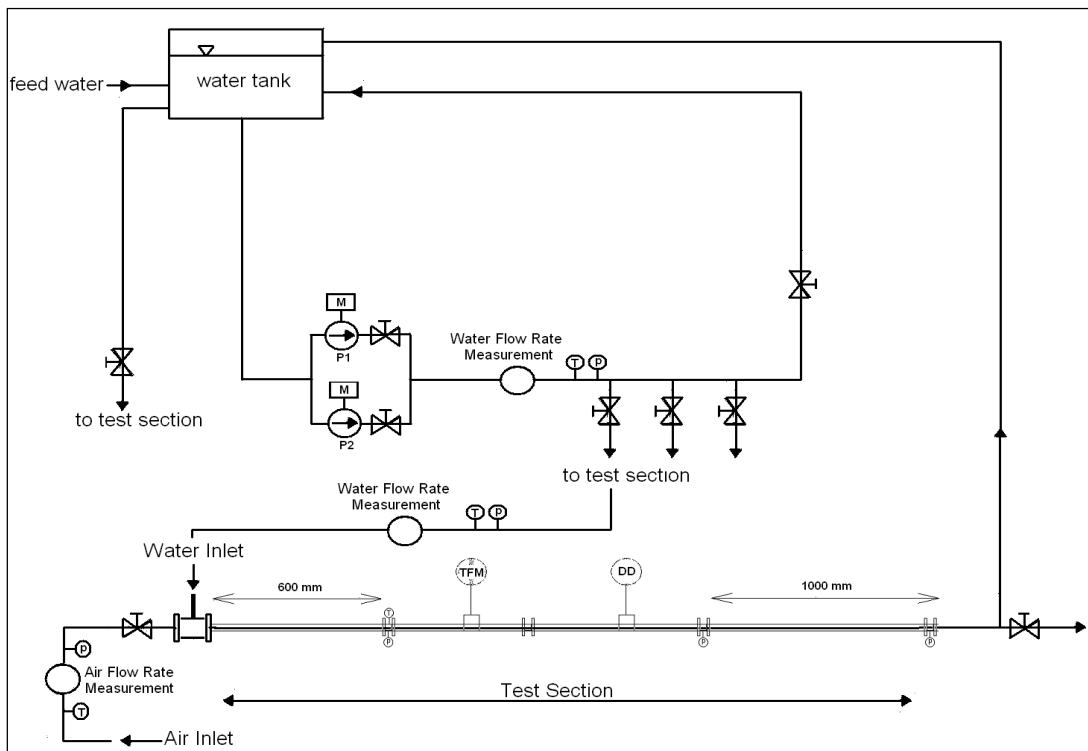 feed water
water tank
M
P1
M
P2
Water Flow Rate
Measurement
T
P
to test section
to test section
Water Flow Rate
Measurement
T
P
Water Inlet
600 mm
T
P
TFM
DD
1000 mm
P
P
P
Air Flow Rate
Measurement
T
Test Section
Air Inlet